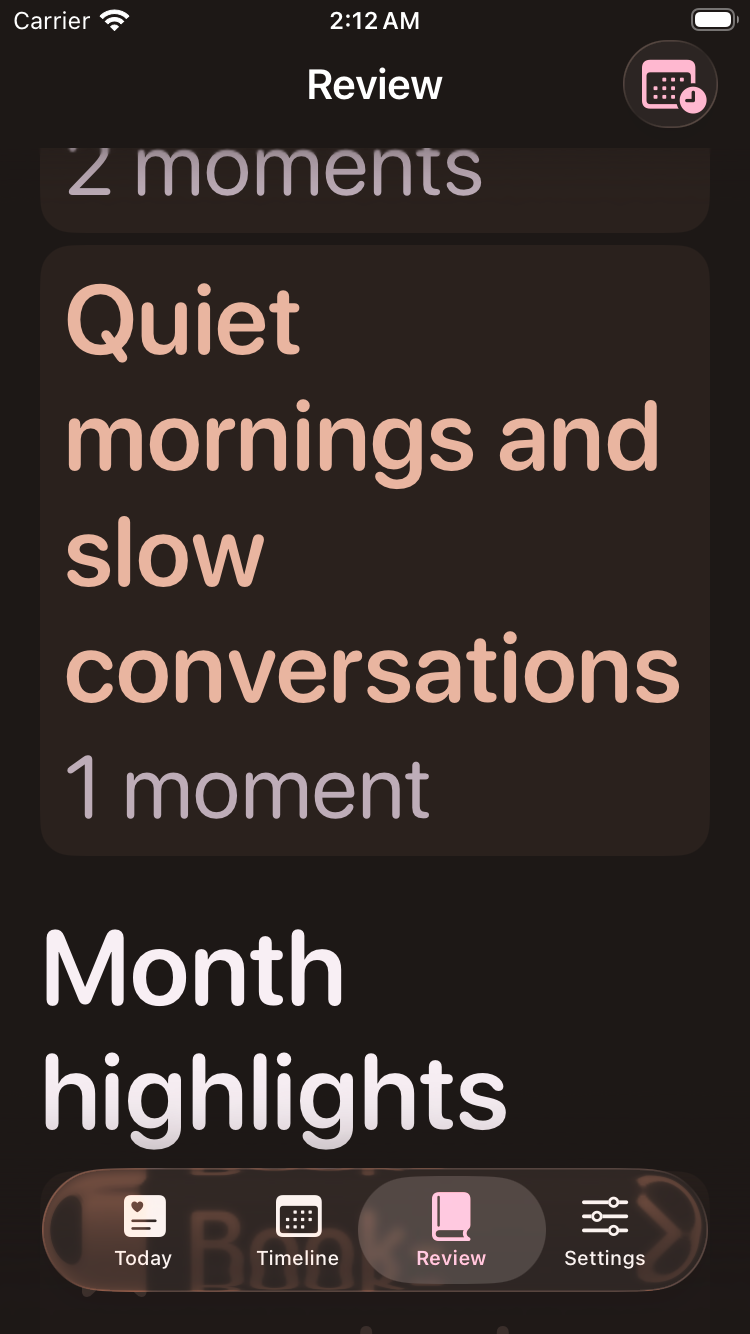 Carrier
2:12 AM
Review
2 moments
Quiet
mornings and
slow
conversations
1 moment
Month
highlights
Book
Today
Timeline
Review
Settings